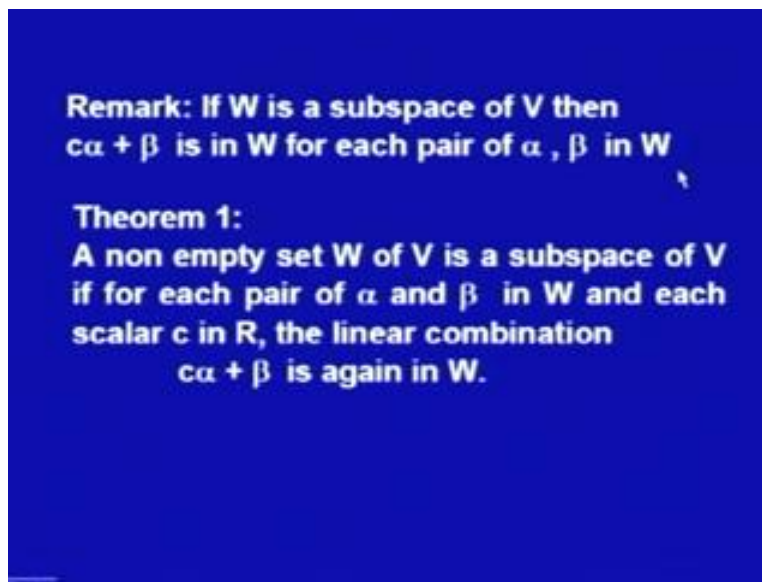 Remark: If W is a subspace of V then
cα + β is in W for each pair of α , β in W
Theorem 1:
A non empty set W of V is a subspace of V
if for each pair of α and β in W and each
scalar c in R, the linear combination
cα + β is again in W.